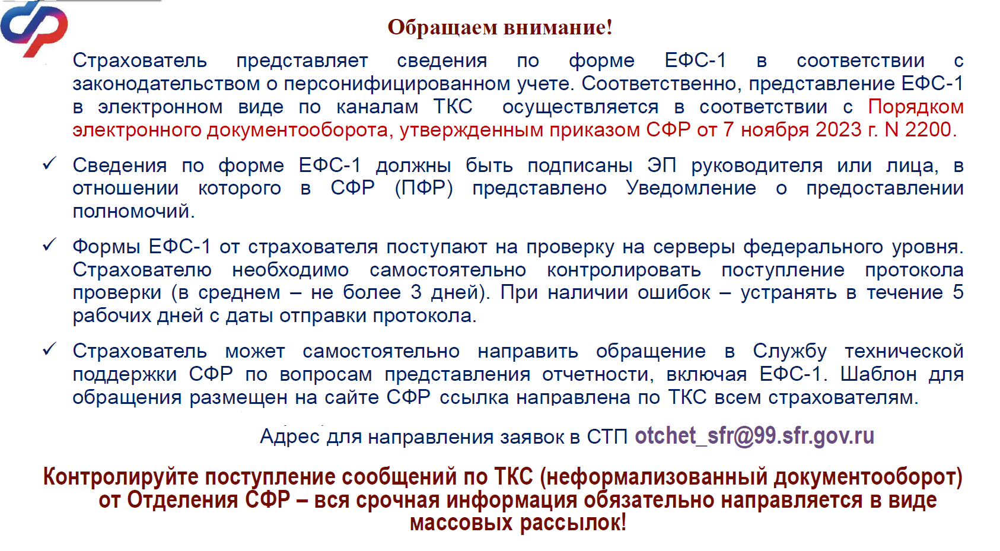 Обращаем внимание!
Страхователь представляет сведения по форме ЕФС-1 в соответствии с
законодательством о персонифицированном учете. Соответственно, представление ЕФС-1
в электронном виде по каналам ТКС осуществляется в соответствии с Порядком
электронного документооборота, утвержденным приказом СФР от 7 ноября 2023 г. N 2200.
✓ Сведения по форме ЕФС-1 должны быть подписаны ЭП руководителя или лица, в
отношении которого в СФР (ПФР) представлено Уведомление о предоставлении
полномочий.
✓ Формы ЕФС-1 от страхователя поступают на проверку на серверы федерального уровня.
Страхователю необходимо самостоятельно контролировать поступление протокола
проверки (в среднем – не более 3 дней). При наличии ошибок – устранять в течение 5
рабочих дней с даты отправки протокола.
✓ Страхователь может самостоятельно направить обращение в Службу технической
поддержки СФР по вопросам представления отчетности, включая ЕФС-1. Шаблон для
обращения размещен на сайте СФР ссылка направлена по ТКС всем страхователям.
Адрес для направления заявок в СТП otchet_sfr@99.sfr.gov.ru
Контролируйте поступление сообщений по ТКС (неформализованный документооборот)
от Отделения СФР – вся срочная информация обязательно направляется в виде
массовых рассылок!